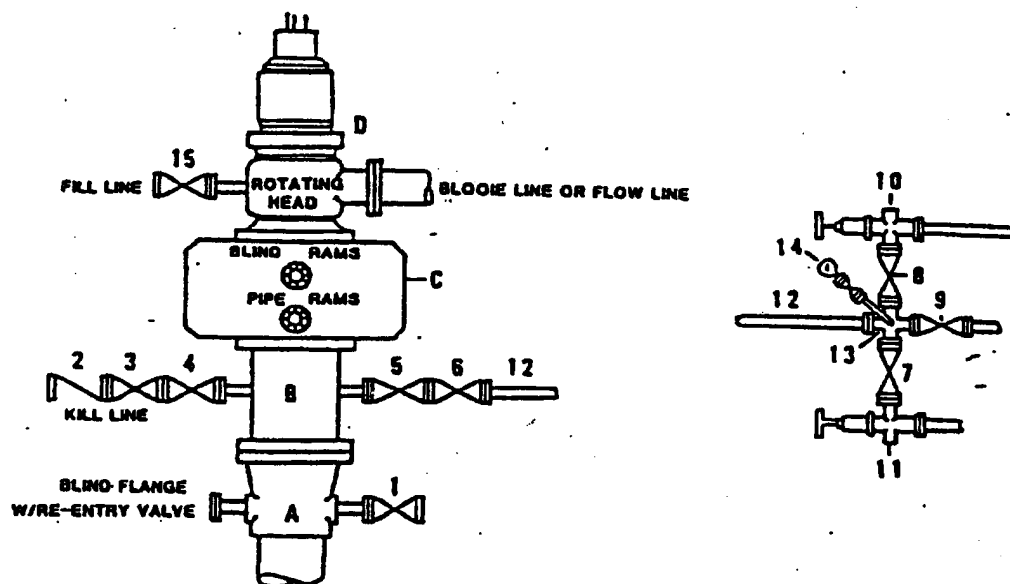 D
15
FILL LINE
ROTATING
HEAD
BLOOIE LINE OR FLOW LINE
BLIND RAMS
C
PIPE RAMS
2 3 4 5 6 12
B
KILL LINE
BLIND FLANGE
W/RE-ENTRY VALVE
A
1
10
14
8
12
9
13
7
11